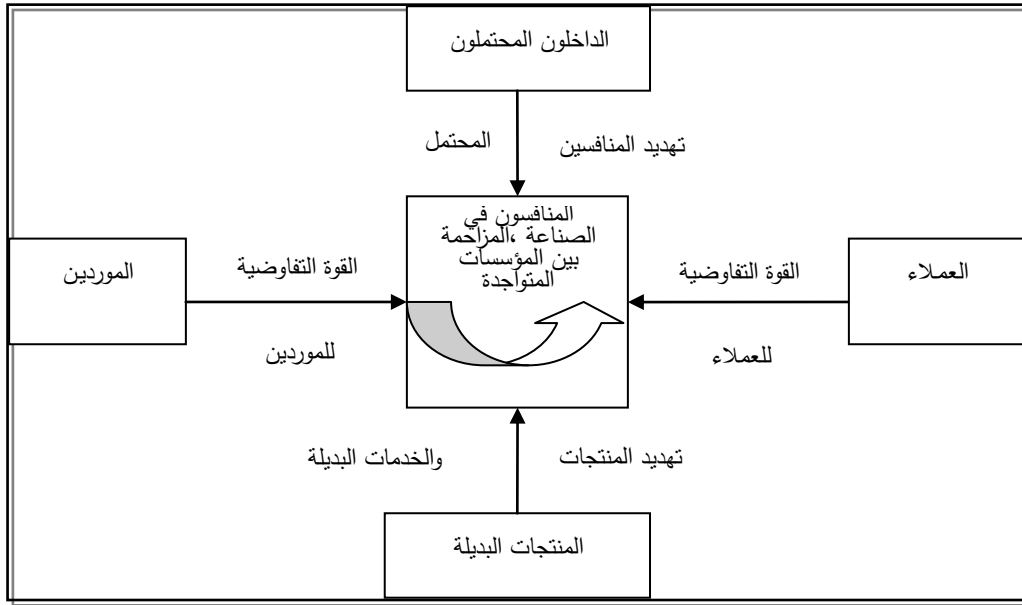 الداخلون المحتملون
تهديد المنافسين المحتمل
المنافسون في
الصناعة ،المزاحمة
بين المؤسسات
المتواجدة
العملاء
القوة التفاوضية
للعملاء
القوة التفاوضية
للموردين
الموردين
تهديد المنتجات والخدمات البديلة
المنتجات البديلة